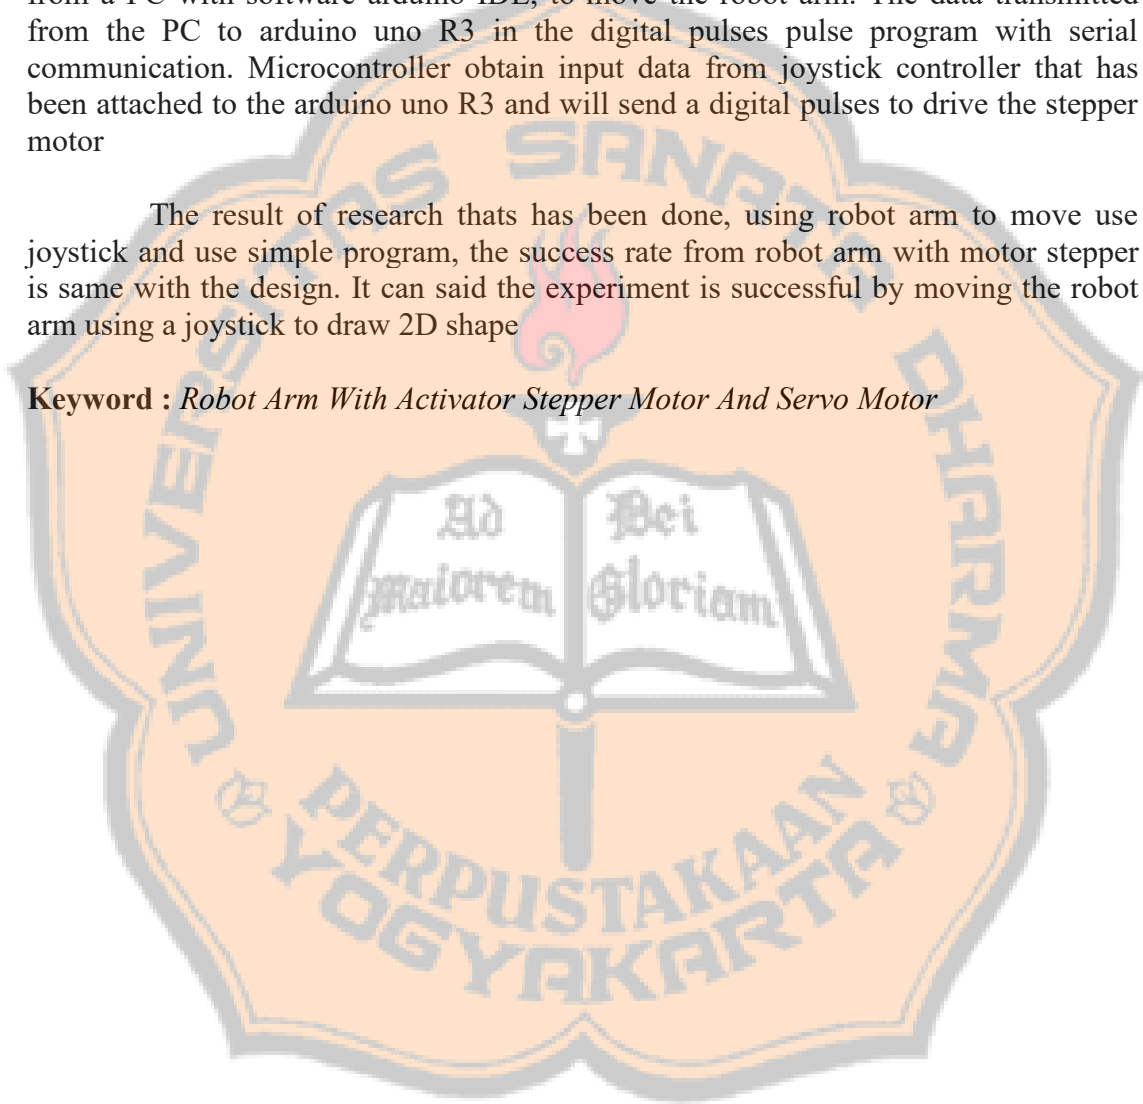 from a PC with software arduino IDE, to move the robot arm. The data transmitted
from the PC to arduino uno R3 in the digital pulses pulse program with serial
communication. Microcontroller obtain input data from joystick controller that has
been attached to the arduino uno R3 and will send a digital pulses to drive the stepper
motor
The result of research thats has been done, using robot arm to move use
joystick and use simple program, the success rate from robot arm with motor stepper
is same with the design. It can said the experiment is successful by moving the robot
arm using a joystick to draw 2D shape
Keyword : Robot Arm With Activator Stepper Motor And Servo Motor
UNIVERSITAS SANATA DHARMA
Ad
maiorem
Dei
Gloriam
PERPUSTAKAAN
YOGYAKARTA